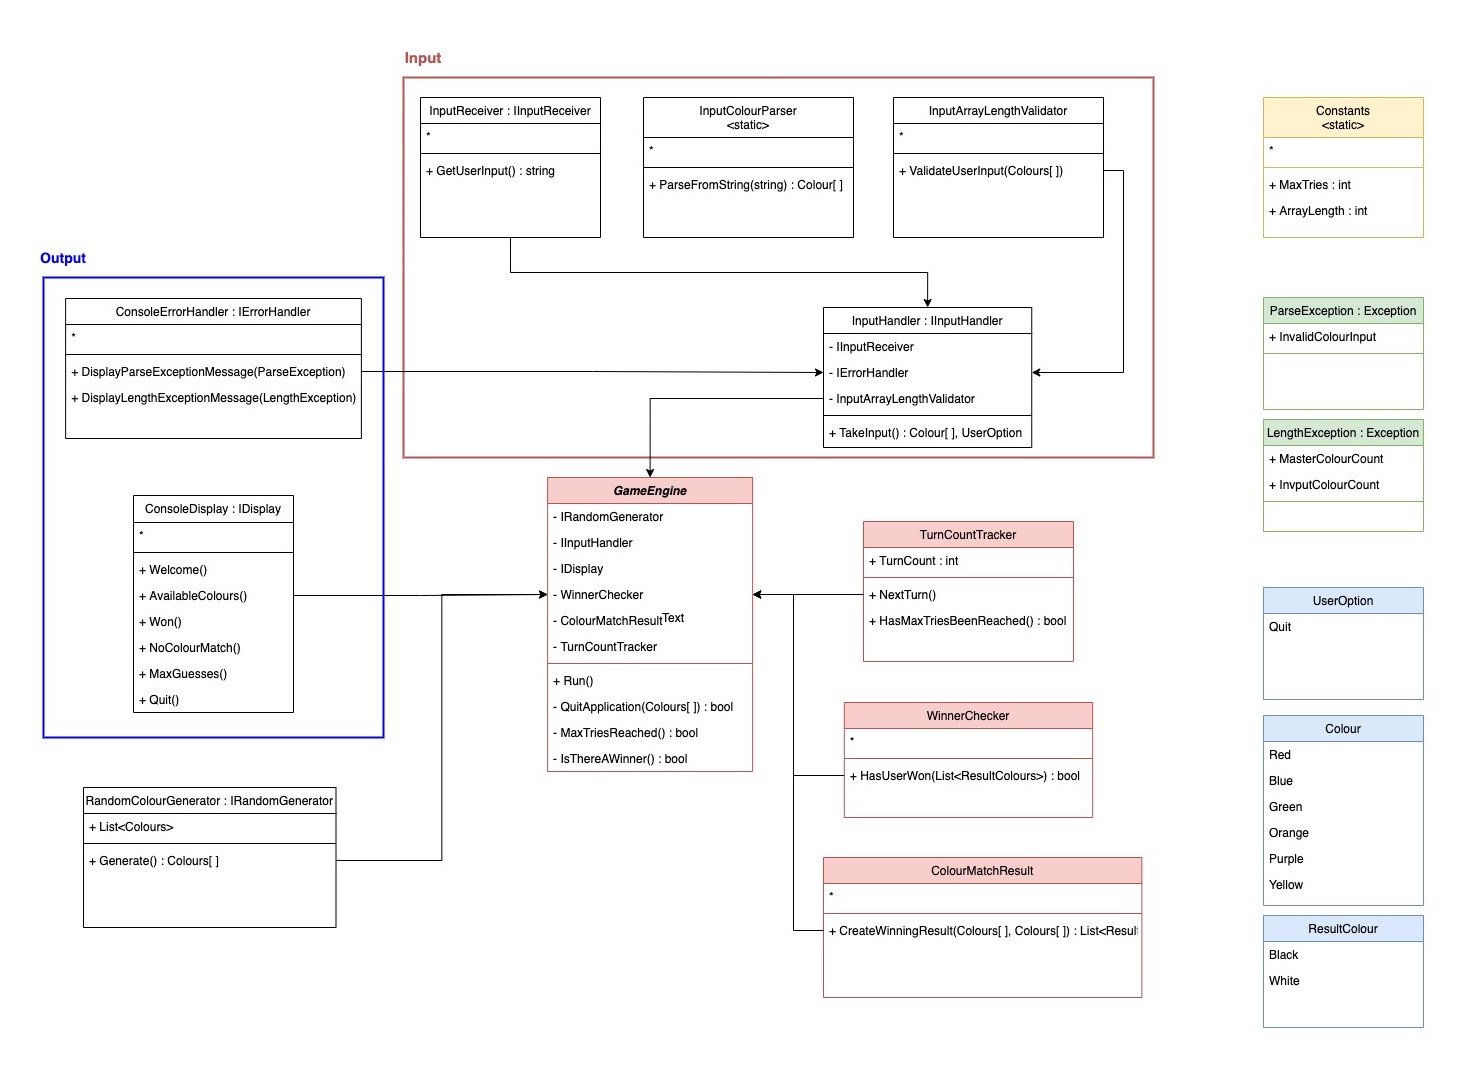 Input
InputReceiver : IInputReceiver
*
+ GetUserInput() : string
InputColourParser
<static>
*
+ ParseFromString(string) : Colour[ ]
InputArrayLengthValidator
*
+ ValidateUserInput(Colours[ ])
Constants
<static>
*
+ MaxTries : int
+ ArrayLength : int
Output
ConsoleErrorHandler : IErrorHandler
*
+ DisplayParseExceptionMessage(ParseException)
+ DisplayLengthExceptionMessage(LengthException)
InputHandler : IInputHandler
- IInputReceiver
- IErrorHandler
- InputArrayLengthValidator
+ TakeInput() : Colour[ ], UserOption
ParseException : Exception
+ InvalidColourInput
LengthException : Exception
+ MasterColourCount
+ InvputColourCount
ConsoleDisplay : IDisplay
*
+ Welcome()
+ AvailableColours()
+ Won()
+ NoColourMatch()
+ MaxGuesses()
+ Quit()
GameEngine
- IRandomGenerator
- IInputHandler
- IDisplay
- WinnerChecker
- ColourMatchResultText
- TurnCountTracker
+ Run()
- QuitApplication(Colours[ ]) : bool
- MaxTriesReached() : bool
- IsThereAWinner() : bool
TurnCountTracker
+ TurnCount : int
+ NextTurn()
+ HasMaxTriesBeenReached() : bool
UserOption
Quit
WinnerChecker
*
+ HasUserWon(List<ResultColours>) : bool
Colour
Red
Blue
Green
Orange
Purple
Yellow
RandomColourGenerator : IRandomGenerator
+ List<Colours>
+ Generate() : Colours[ ]
ColourMatchResult
*
+ CreateWinningResult(Colours[ ], Colours[ ]) : List<Resul
ResultColour
Black
White